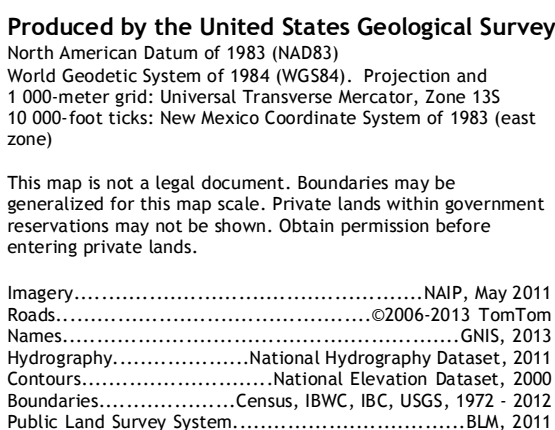 Produced by the United States Geological Survey
North American Datum of 1983 (NAD83)
World Geodetic System of 1984 (WGS84).  Projection and
1 000-meter grid: Universal Transverse Mercator, Zone 13S
10 000-foot ticks: New Mexico Coordinate System of 1983 (east
zone)
This map is not a legal document. Boundaries may be
generalized for this map scale. Private lands within government
reservations may not be shown. Obtain permission before
entering private lands.
Imagery..................................................NAIP, May 2011
Roads..............................................©2006-2013 TomTom
Names.......................................................GNIS, 2013
Hydrography..................National Hydrography Dataset, 2011
Contours............................National Elevation Dataset, 2000
Boundaries....................Census, IBWC, IBC, USGS, 1972 - 2012
Public Land Survey System..................................BLM, 2011